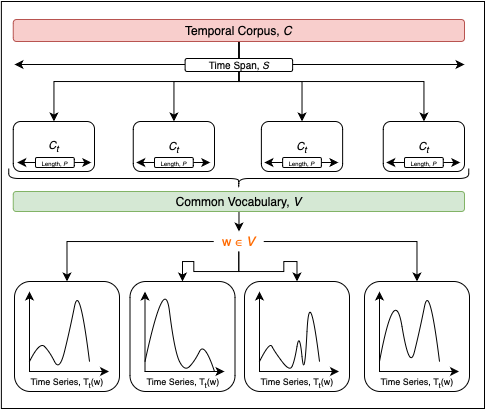 Temporal Corpus, C
Time Span, S
C_t C_t C_t C_t
Length, P Length, P Length, P Length, P
Common Vocabulary, V
w ∈ V
Time Series, T_t(w) Time Series, T_t(w) Time Series, T_t(w) Time Series, T_t(w)